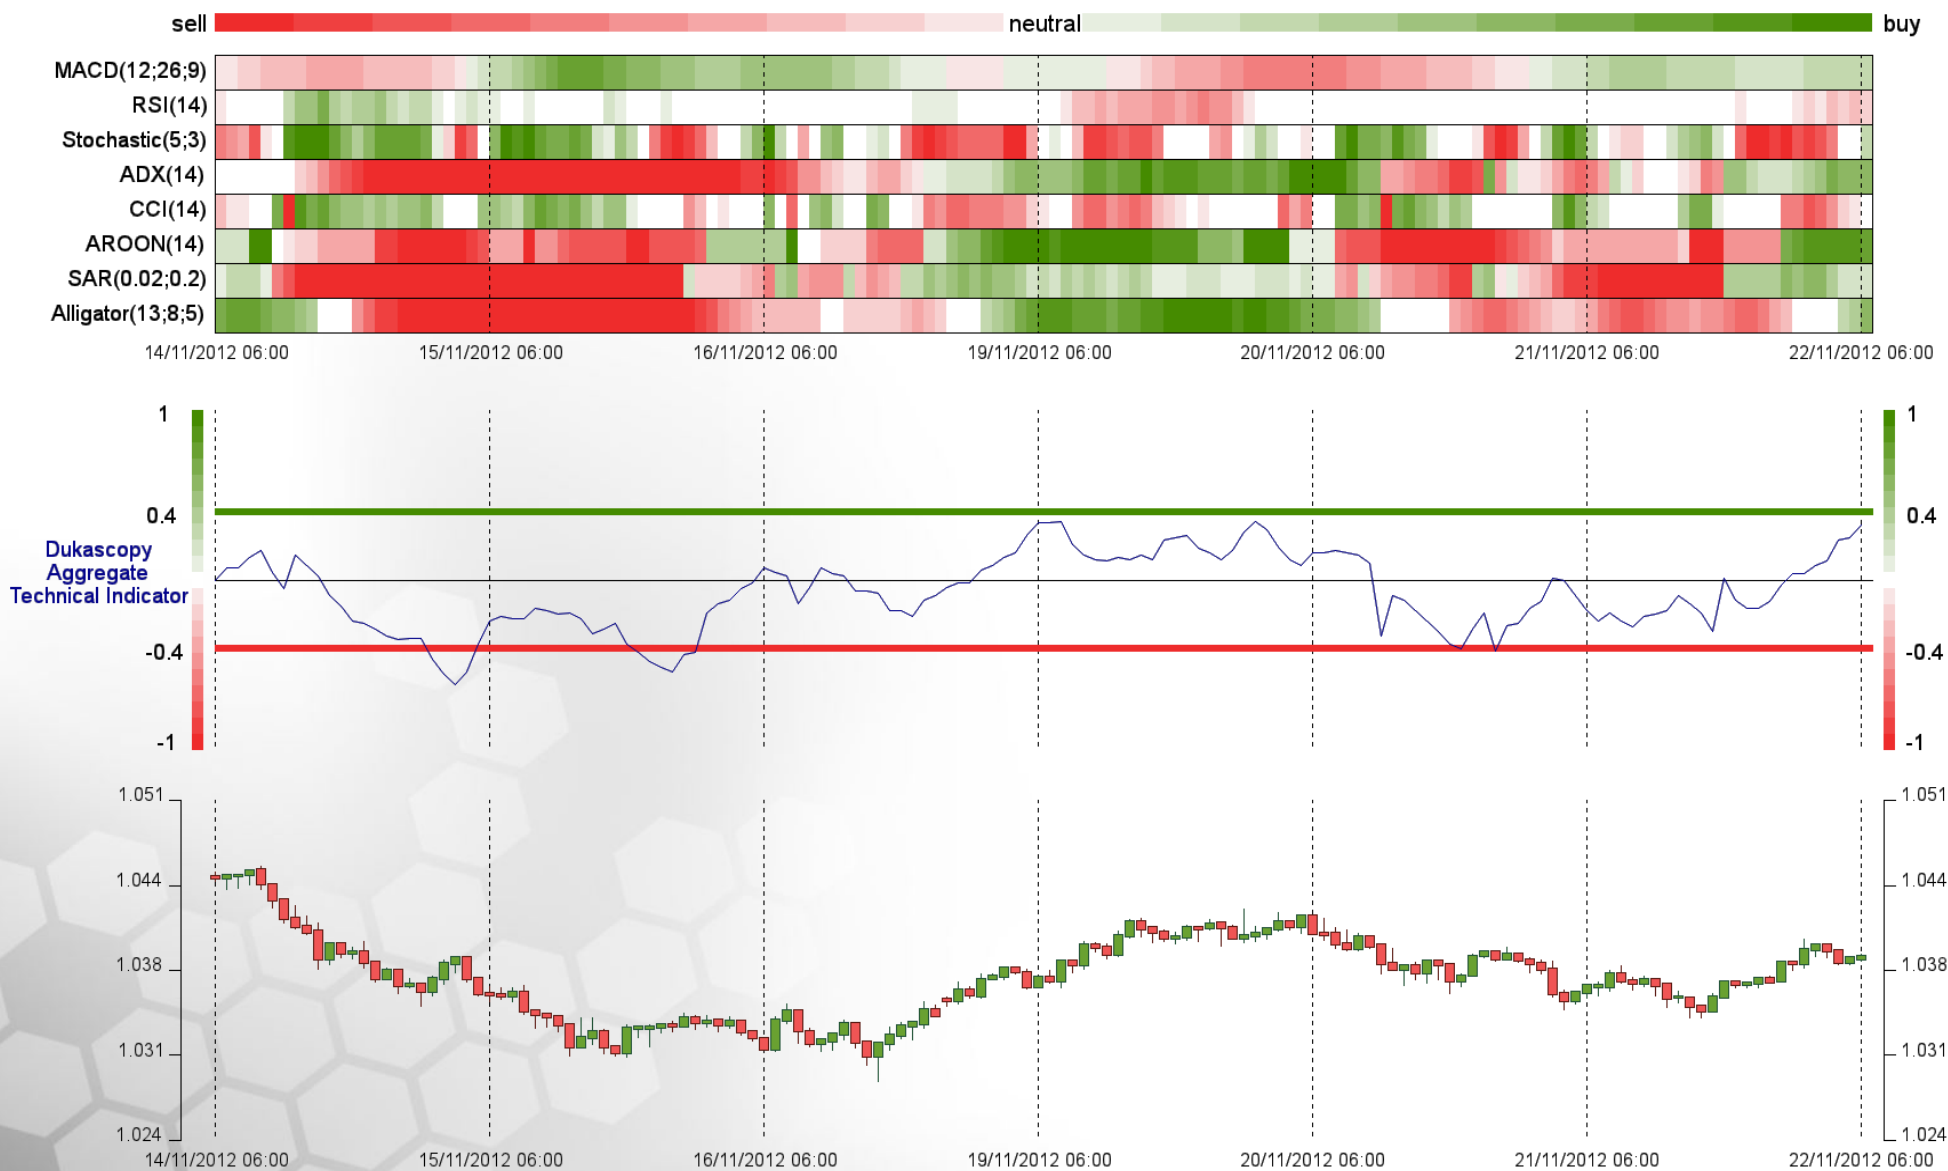 sell neutral buy
MACD(12;26;9)
RSI(14)
Stochastic(5;3)
ADX(14)
CCI(14)
AROON(14)
SAR(0.02;0.2)
Alligator(13;8;5)
14/11/2012 06:00 15/11/2012 06:00 16/11/2012 06:00 19/11/2012 06:00 20/11/2012 06:00 21/11/2012 06:00 22/11/2012 06:00
1 1
0.4 0.4
Dukascopy
Aggregate
Technical Indicator
-0.4 -0.4
-1 -1
1.051 1.051
1.044 1.044
1.038 1.038
1.031 1.031
1.024 1.024
14/11/2012 06:00 15/11/2012 06:00 16/11/2012 06:00 19/11/2012 06:00 20/11/2012 06:00 21/11/2012 06:00 22/11/2012 06:00